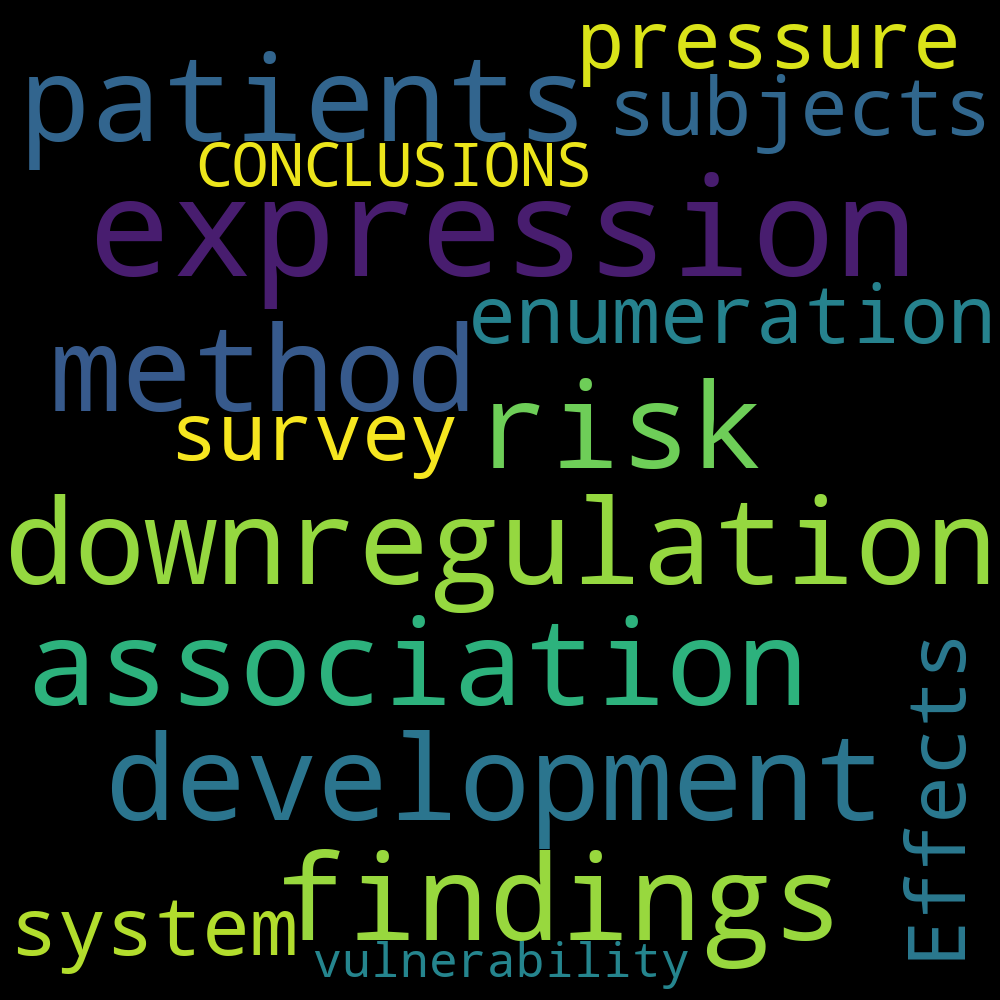 pressure
patients
subjects
CONCLUSIONS
expression
enumeration
method
risk
survey
downregulation
association
Effects
development
findings
system
vulnerability